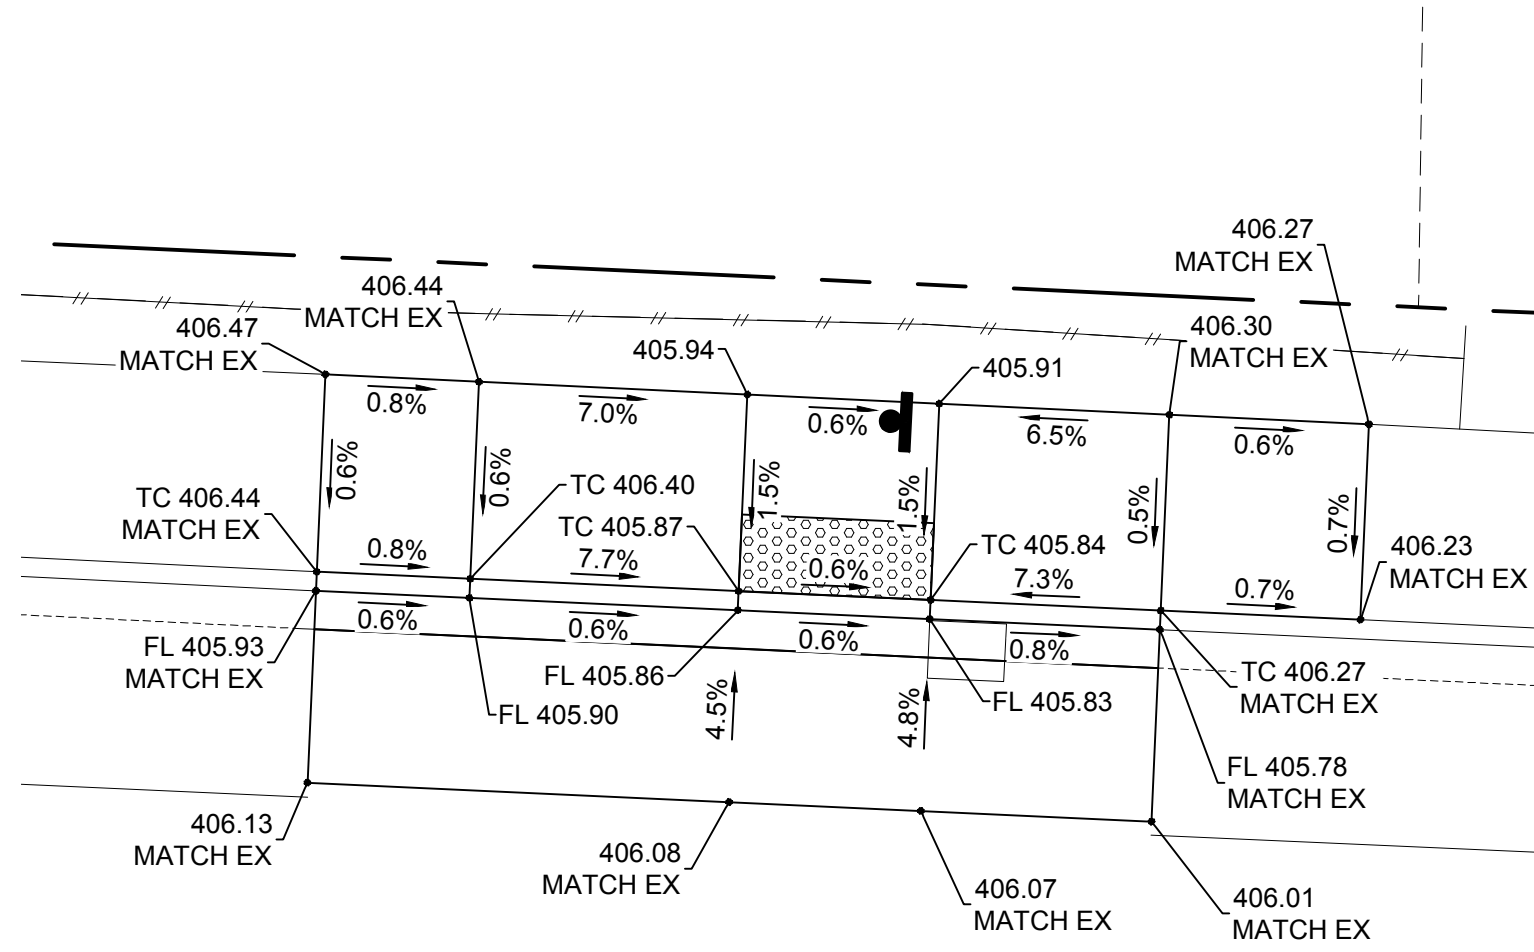 406.27
MATCH EX
406.44
MATCH EX
406.47
MATCH EX
406.30
MATCH EX
405.94
405.91
0.8%
7.0%
0.6%
6.5%
0.6%
0.6%
0.6%
1.5%
1.5%
0.5%
0.7%
TC 406.44
MATCH EX
TC 406.40
TC 405.87
TC 405.84
406.23
MATCH EX
0.8%
7.7%
0.6%
7.3%
0.7%
0.6%
0.6%
0.6%
0.8%
FL 405.93
MATCH EX
FL 405.86
FL 405.90
4.5%
4.8%
FL 405.83
TC 406.27
MATCH EX
FL 405.78
MATCH EX
406.13
MATCH EX
406.08
MATCH EX
406.07
MATCH EX
406.01
MATCH EX